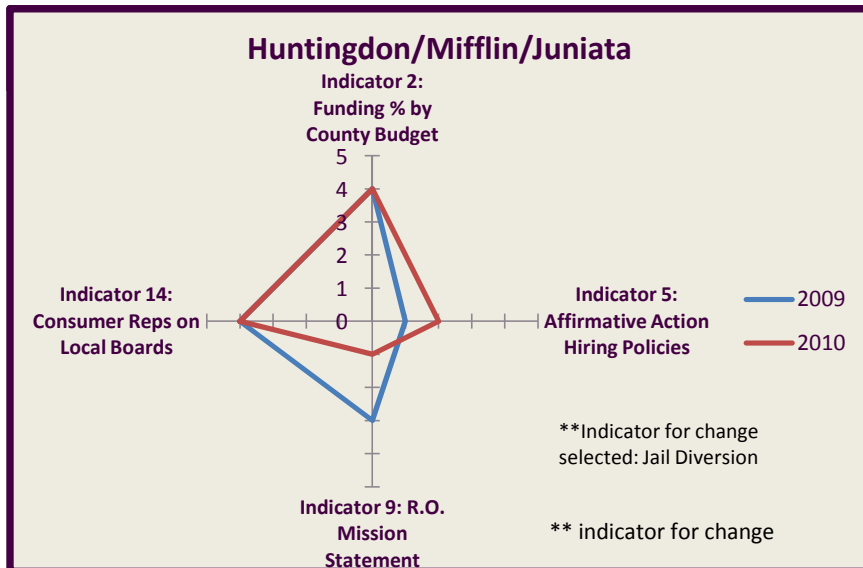 Huntingdon/Mifflin/Juniata
Indicator 2:
Funding % by
County Budget
5
4
3
2
1
0
Indicator 14:
Consumer Reps on
Local Boards
Indicator 5:
Affirmative Action
Hiring Policies
2009
2010
**Indicator for change
selected: Jail Diversion
Indicator 9: R.O.
Mission
Statement
** indicator for change